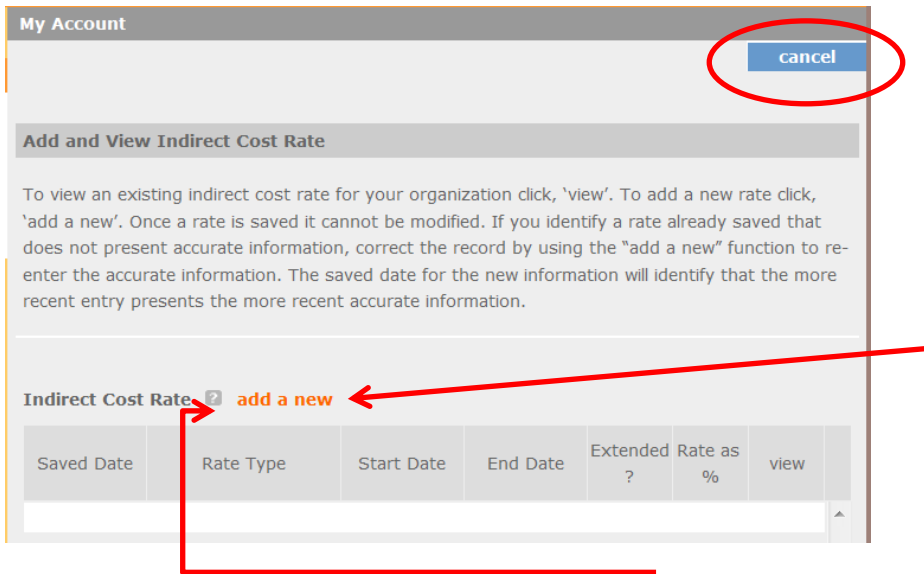 My Account
cancel
Add and View Indirect Cost Rate
To view an existing indirect cost rate for your organization click, ‘view’. To add a new rate click,
‘add a new’. Once a rate is saved it cannot be modified. If you identify a rate already saved that
does not present accurate information, correct the record by using the “add a new” function to re-
enter the accurate information. The saved date for the new information will identify that the more
recent entry presents the more recent accurate information.
Indirect Cost Rate ? add a new
Saved Date Rate Type Start Date End Date Extended ? Rate as % view